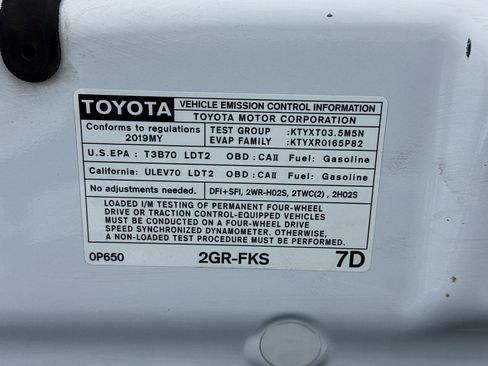 TOYOTA VEHICLE EMISSION CONTROL INFORMATION
TOYOTA MOTOR CORPORATION
Conforms to regulations
2019MY
TEST GROUP :KTYXT03.5M5N
EVAP FAMILY :KTYXR0165P82
U.S.EPA : T3B70 LDT2 OBD : CAII Fuel: Gasoline
California: ULEV70 LDT2 OBD : CAII Fuel: Gasoline
No adjustments needed. DFI+SFI, 2WR-HO2S, 2TWC(2), 2HO2S
LOADED I/M TESTING OF PERMANENT FOUR-WHEEL
DRIVE OR TRACTION CONTROL-EQUIPPED VEHICLES
MUST BE CONDUCTED ON A FOUR-WHEEL DRIVE
SPEED SYNCHRONIZED DYNAMOMETER. OTHERWISE,
A NON-LOADED TEST PROCEDURE MUST BE PERFORMED.
0P650 2GR-FKS 7D